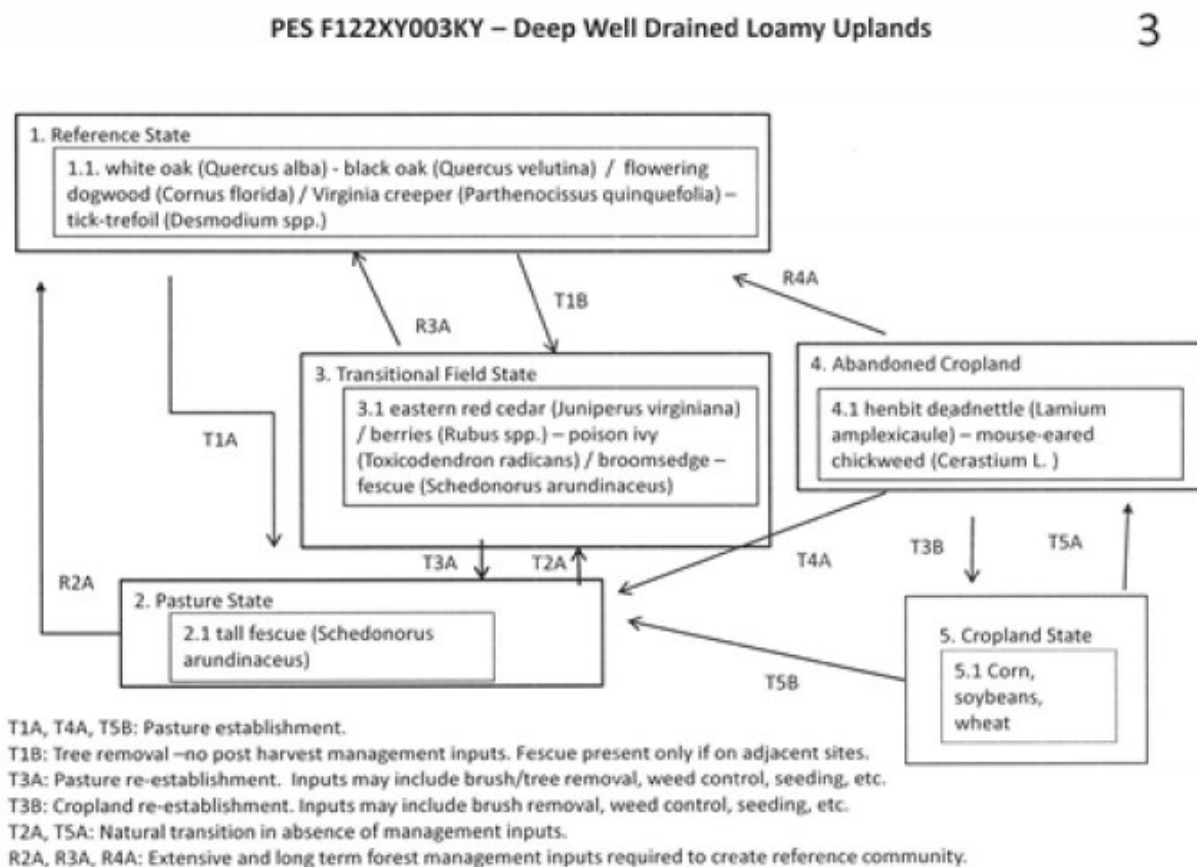 PES F122XY003KY – Deep Well Drained Loamy Uplands
3
1. Reference State
1.1. white oak (Quercus alba) - black oak (Quercus velutina) / flowering
dogwood (Cornus florida) / Virginia creeper (Parthenocissus quinquefolia) –
tick-trefoil (Desmodium spp.)
R4A
T1B
R3A
3. Transitional Field State
3.1 eastern red cedar (Juniperus virginiana)
/ berries (Rubus spp.) – poison ivy
(Toxicodendron radicans) / broomsedge –
fescue (Schedonorus arundinaceus)
4. Abandoned Cropland
4.1 henbit deadnettle (Lamium
amplexicaule) – mouse-eared
chickweed (Cerastium L. )
T1A
T3A
T2A
T4A
T3B
T5A
R2A
2. Pasture State
2.1 tall fescue (Schedonorus
arundinaceus)
T5B
5. Cropland State
5.1 Corn,
soybeans,
wheat
T1A, T4A, T5B: Pasture establishment.
T1B: Tree removal –no post harvest management inputs. Fescue present only if on adjacent sites.
T3A: Pasture re-establishment.  Inputs may include brush/tree removal, weed control, seeding, etc.
T3B: Cropland re-establishment. Inputs may include brush removal, weed control, seeding, etc.
T2A, T5A: Natural transition in absence of management inputs.
R2A, R3A, R4A: Extensive and long term forest management inputs required to create reference community.